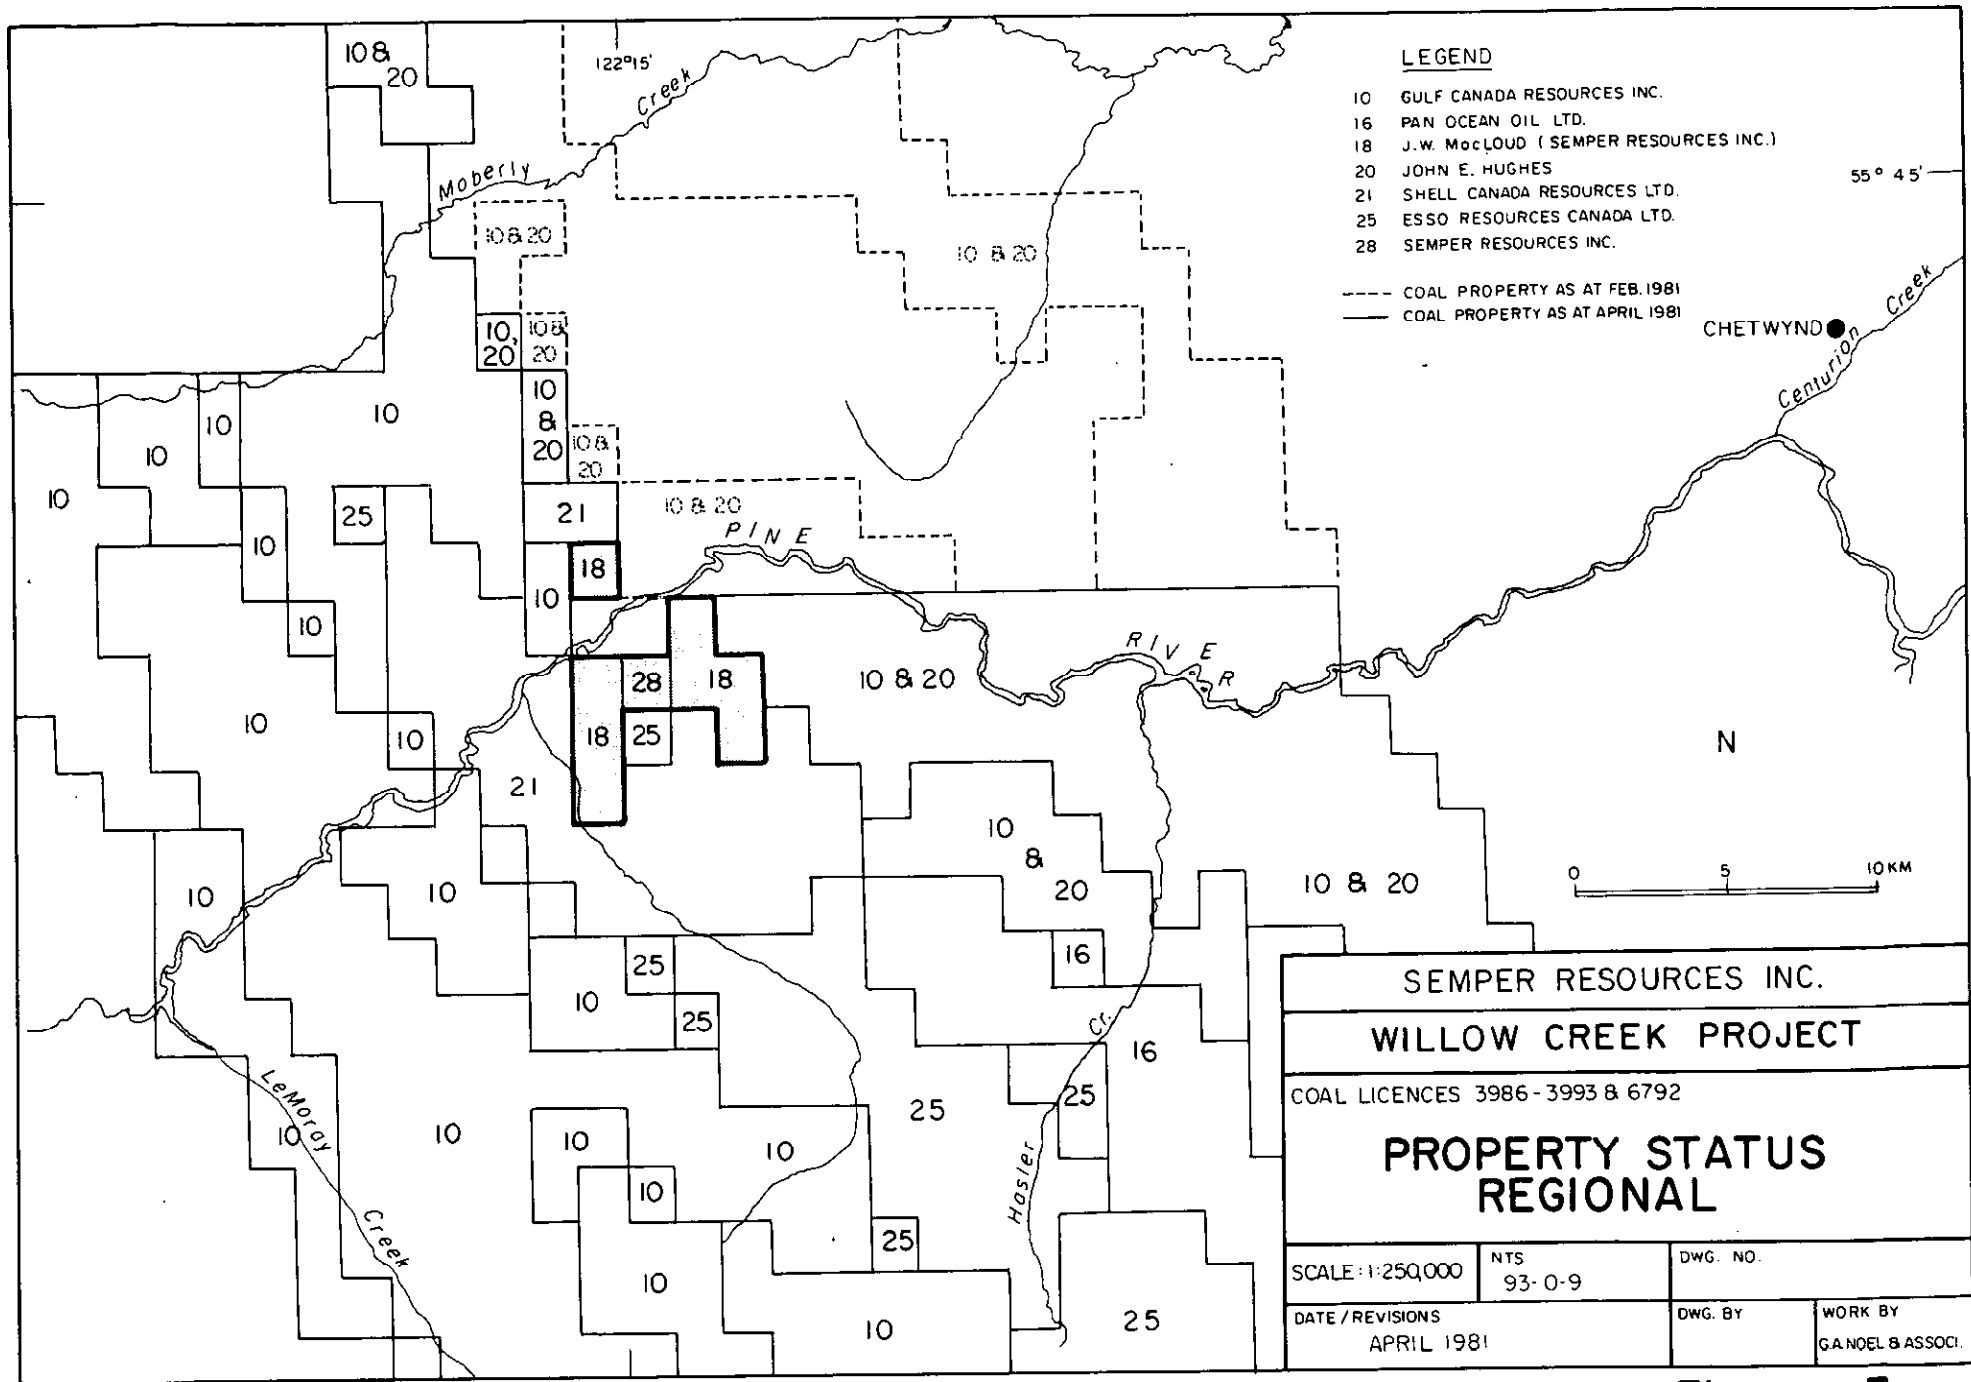 10 &
20
122°15'
Moberly Creek
10 & 20
10 & 20
LEGEND
10 GULF CANADA RESOURCES INC.
16 PAN OCEAN OIL LTD.
18 J.W. MacLOUD ( SEMPER RESOURCES INC.)
20 JOHN E. HUGHES
21 SHELL CANADA RESOURCES LTD.
25 ESSO RESOURCES CANADA LTD.
28 SEMPER RESOURCES INC.
---- COAL PROPERTY AS AT FEB. 1981
—— COAL PROPERTY AS AT APRIL 1981
55° 45'
CHETWYND
Centurion Creek
10,
20
10 &
20
10
&
20
10 &
20
10
10
10
10
25
10
21
10 & 20
PINE RIVER
18
10
10
28
18
10 & 20
18
25
10
10
21
N
10
&
20
10
10
10 & 20
0 5 10 KM
16
25
10
25
Cr.
16
LeMoray Creek
10
10
10
10
25
25
10
Hasler
25
10
10
25
SEMPER RESOURCES INC.
WILLOW CREEK PROJECT
COAL LICENCES 3986-3993 & 6792
PROPERTY STATUS
REGIONAL
SCALE: 1:250,000
NTS
93-0-9
DWG. NO.
DATE / REVISIONS
APRIL 1981
DWG. BY
WORK BY
G.A. NOEL & ASSOCI.